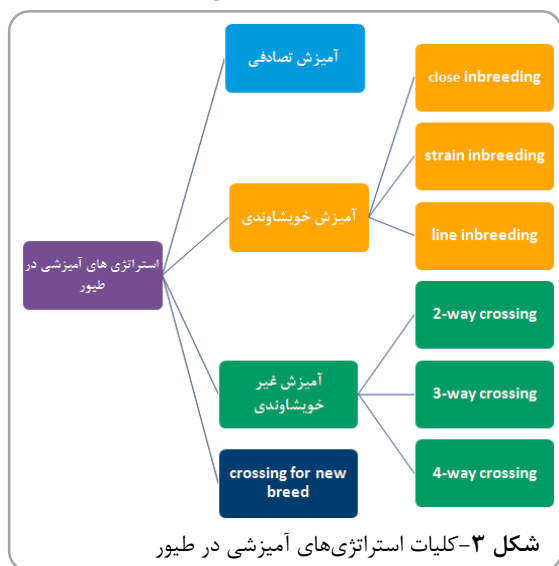 آمیزش تصادفی
close inbreeding
strain inbreeding
آمیزش خویشاوندی
line inbreeding
استراتژی های آمیزشی در
طیور
2-way crossing
آمیزش غیر
خویشاوندی
3-way crossing
crossing for new
breed
4-way crossing
شکل ۳-کلیات استراتژی‌های آمیزشی در طیور